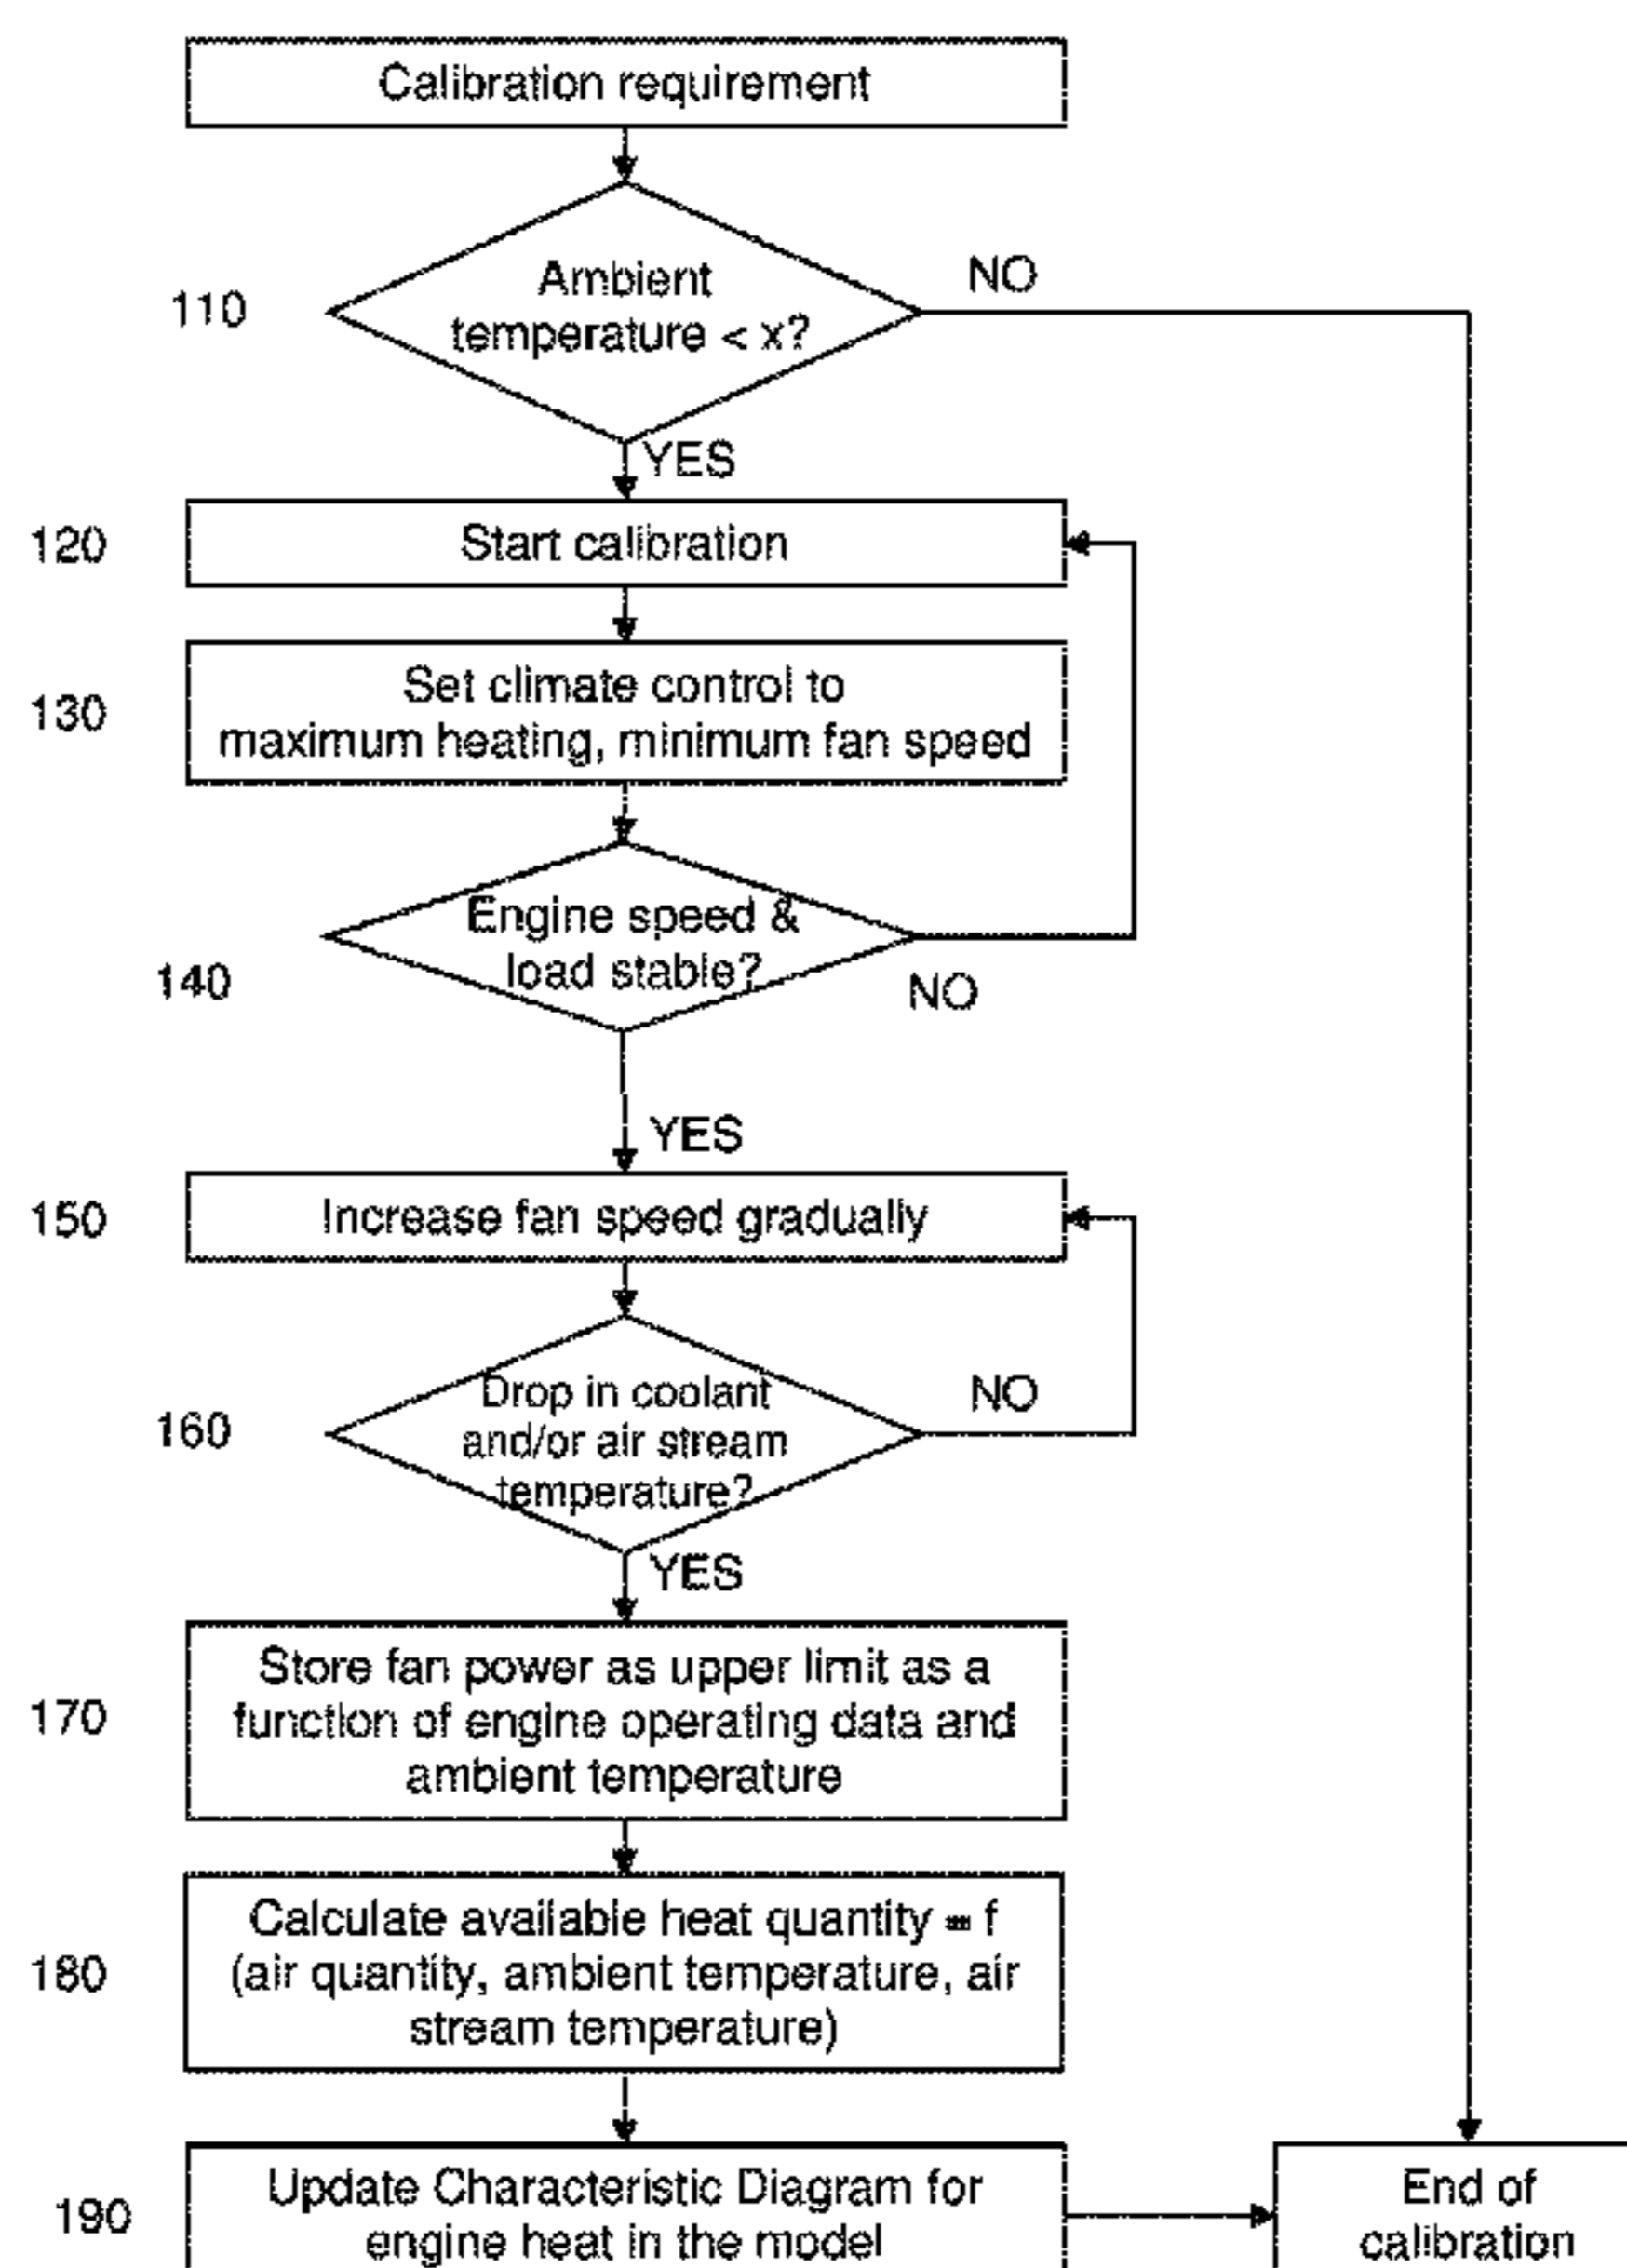 Calibration requirement
110
Ambient
temperature < x?
NO
YES
120
Start calibration
130
Set climate control to
maximum heating, minimum fan speed
140
Engine speed &
load stable?
NO
YES
150
Increase fan speed gradually
160
Drop in coolant
and/or air stream
temperature?
NO
YES
170
Store fan power as upper limit as a
function of engine operating data and
ambient temperature
180
Calculate available heat quantity = f
(air quantity, ambient temperature, air
stream temperature)
190
Update Characteristic Diagram for
engine heat in the model
End of
calibration